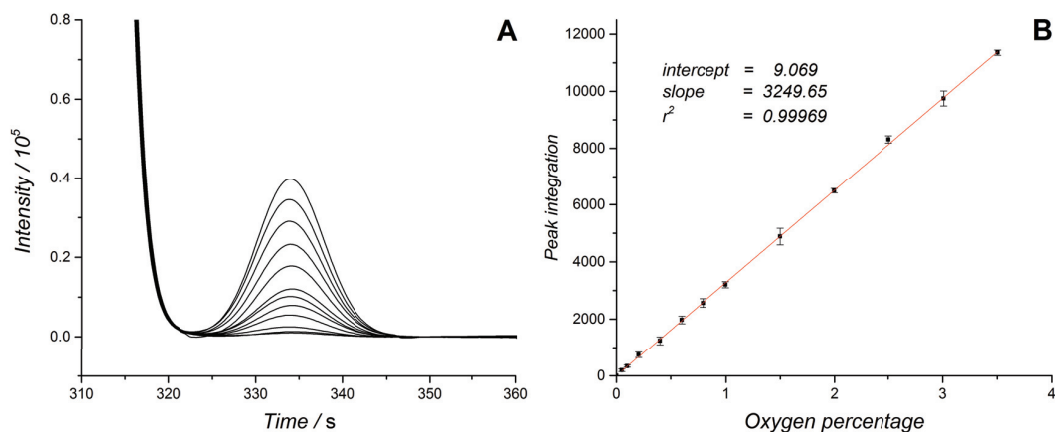 A
Intensity / 10⁵
0.8
0.6
0.4
0.2
0.0
310
320
330
340
350
360
Time / s
B
Peak integration
12000
10000
8000
6000
4000
2000
0
intercept = 9.069
slope = 3249.65
r² = 0.99969
0
1
2
3
4
Oxygen percentage